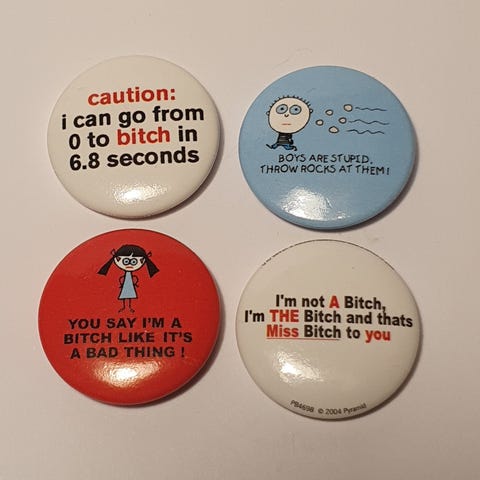 caution:
i can go from
0 to bitch in
6.8 seconds
BOYS ARE STUPID,
THROW ROCKS AT THEM!
YOU SAY I'M A
BITCH LIKE IT'S
A BAD THING !
I'm not A Bitch,
I'm THE Bitch and thats
Miss Bitch to you
PB4698 © 2004 Pyramid